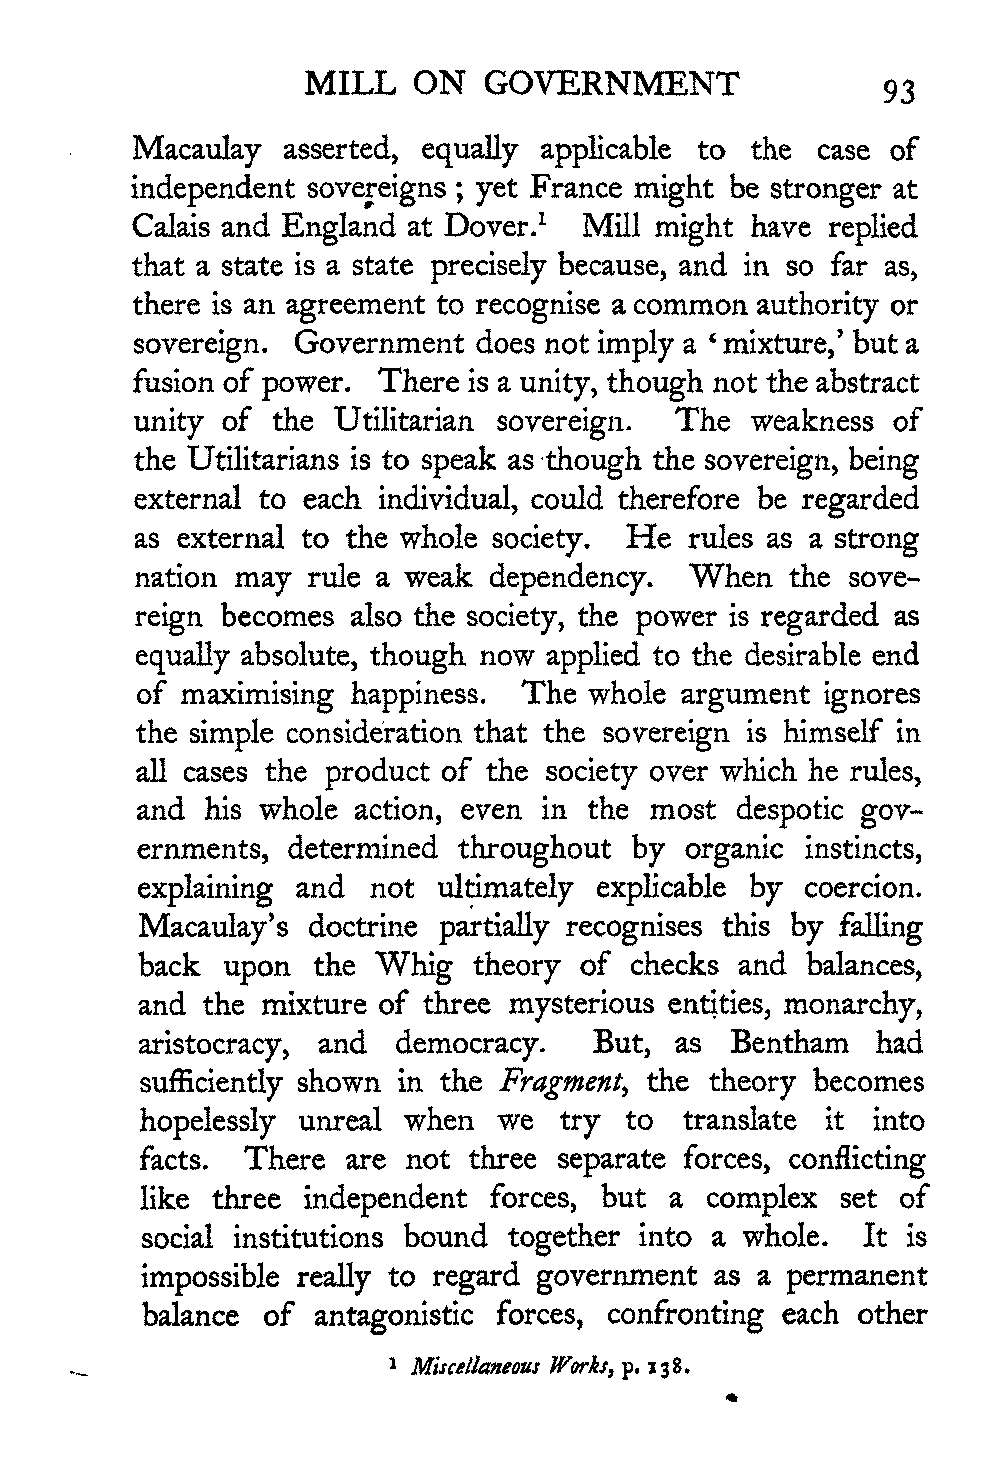 MILL ON GOVERNMENT 93
Macaulay asserted, equally applicable to the case of
independent sovereigns ; yet France might be stronger at
Calais and England at Dover.¹ Mill might have replied
that a state is a state precisely because, and in so far as,
there is an agreement to recognise a common authority or
sovereign. Government does not imply a ‘ mixture,’ but a
fusion of power. There is a unity, though not the abstract
unity of the Utilitarian sovereign. The weakness of
the Utilitarians is to speak as though the sovereign, being
external to each individual, could therefore be regarded
as external to the whole society. He rules as a strong
nation may rule a weak dependency. When the sove-
reign becomes also the society, the power is regarded as
equally absolute, though now applied to the desirable end
of maximising happiness. The whole argument ignores
the simple consideration that the sovereign is himself in
all cases the product of the society over which he rules,
and his whole action, even in the most despotic gov-
ernments, determined throughout by organic instincts,
explaining and not ultimately explicable by coercion.
Macaulay’s doctrine partially recognises this by falling
back upon the Whig theory of checks and balances,
and the mixture of three mysterious entities, monarchy,
aristocracy, and democracy. But, as Bentham had
sufficiently shown in the Fragment, the theory becomes
hopelessly unreal when we try to translate it into
facts. There are not three separate forces, conflicting
like three independent forces, but a complex set of
social institutions bound together into a whole. It is
impossible really to regard government as a permanent
balance of antagonistic forces, confronting each other
¹ Miscellaneous Works, p. 138.